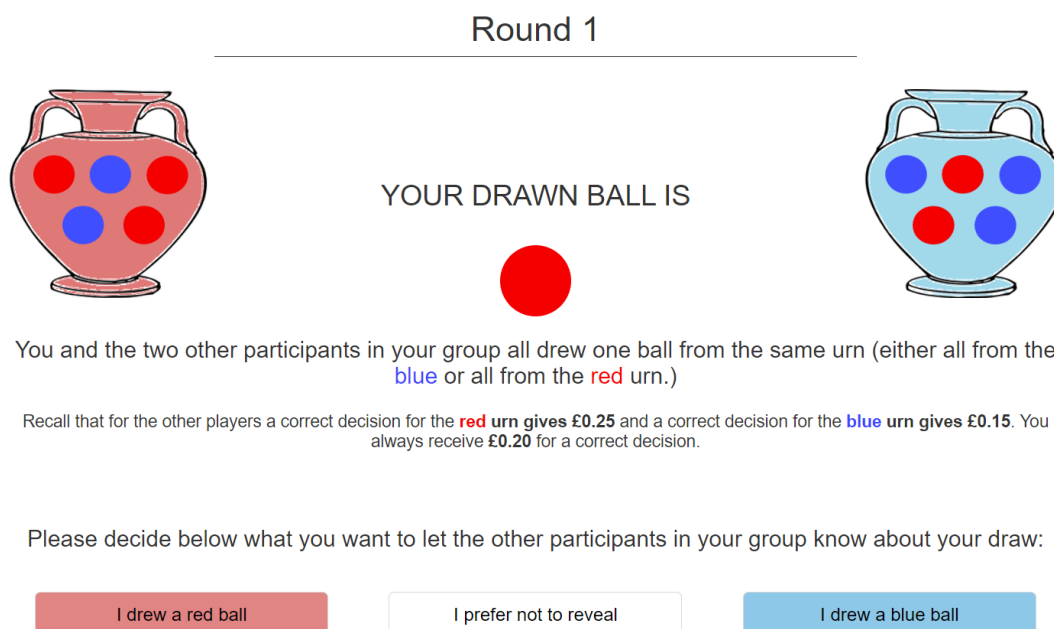 Round 1
YOUR DRAWN BALL IS
You and the two other participants in your group all drew one ball from the same urn (either all from the
blue or all from the red urn.)
Recall that for the other players a correct decision for the red urn gives £0.25 and a correct decision for the blue urn gives £0.15. You
always receive £0.20 for a correct decision.
Please decide below what you want to let the other participants in your group know about your draw:
I drew a red ball
I prefer not to reveal
I drew a blue ball